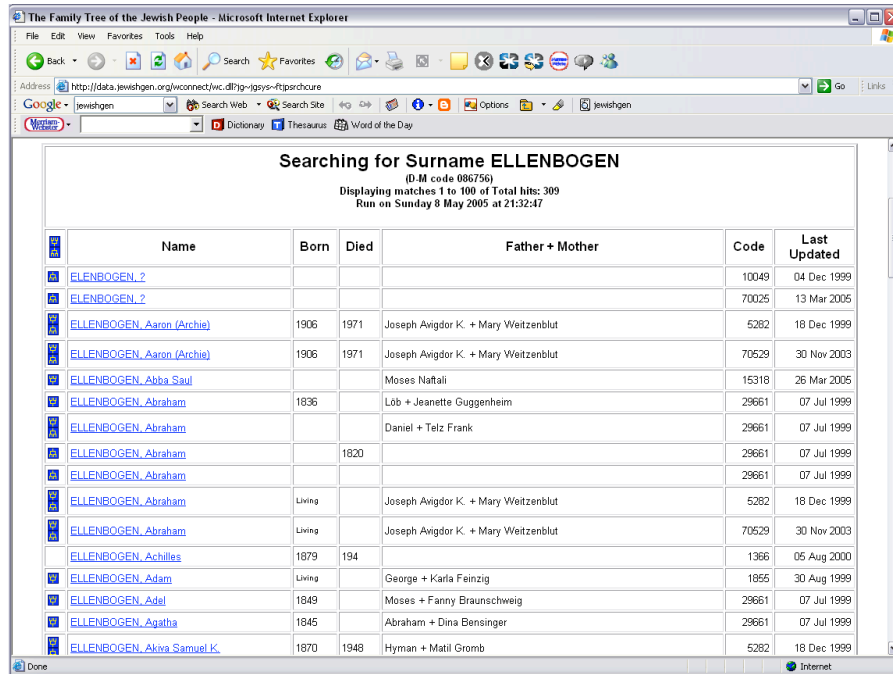 The Family Tree of the Jewish People - Microsoft Internet Explorer
File Edit View Favorites Tools Help
Back Search Favorites
Address http://data.jewishgen.org/wconnect/wc.dll?jg~jgsys~ftjpsrchcure Go Links
Google jewishgen Search Web Search Site Options jewishgen
Merriam-Webster Dictionary Thesaurus Word of the Day
Searching for Surname ELLENBOGEN
(D-M code 086756)
Displaying matches 1 to 100 of Total hits: 309
Run on Sunday 8 May 2005 at 21:32:47
Name Born Died Father + Mother Code Last Updated
ELENBOGEN, ? 10049 04 Dec 1999
ELENBOGEN, ? 70025 13 Mar 2005
ELLENBOGEN, Aaron (Archie) 1906 1971 Joseph Avigdor K. + Mary Weitzenblut 5282 18 Dec 1999
ELLENBOGEN, Aaron (Archie) 1906 1971 Joseph Avigdor K. + Mary Weitzenblut 70529 30 Nov 2003
ELLENBOGEN, Abba Saul Moses Naftali 15318 26 Mar 2005
ELLENBOGEN, Abraham 1836 Löb + Jeanette Guggenheim 29661 07 Jul 1999
ELLENBOGEN, Abraham Daniel + Telz Frank 29661 07 Jul 1999
ELLENBOGEN, Abraham 1820 29661 07 Jul 1999
ELLENBOGEN, Abraham 29661 07 Jul 1999
ELLENBOGEN, Abraham Living Joseph Avigdor K. + Mary Weitzenblut 5282 18 Dec 1999
ELLENBOGEN, Abraham Living Joseph Avigdor K. + Mary Weitzenblut 70529 30 Nov 2003
ELLENBOGEN, Achilles 1879 194 1366 05 Aug 2000
ELLENBOGEN, Adam Living George + Karla Feinzig 1855 30 Aug 1999
ELLENBOGEN, Adel 1849 Moses + Fanny Braunschweig 29661 07 Jul 1999
ELLENBOGEN, Agatha 1845 Abraham + Dina Bensinger 29661 07 Jul 1999
ELLENBOGEN, Akiva Samuel K. 1870 1948 Hyman + Matil Gromb 5282 18 Dec 1999
Done Internet